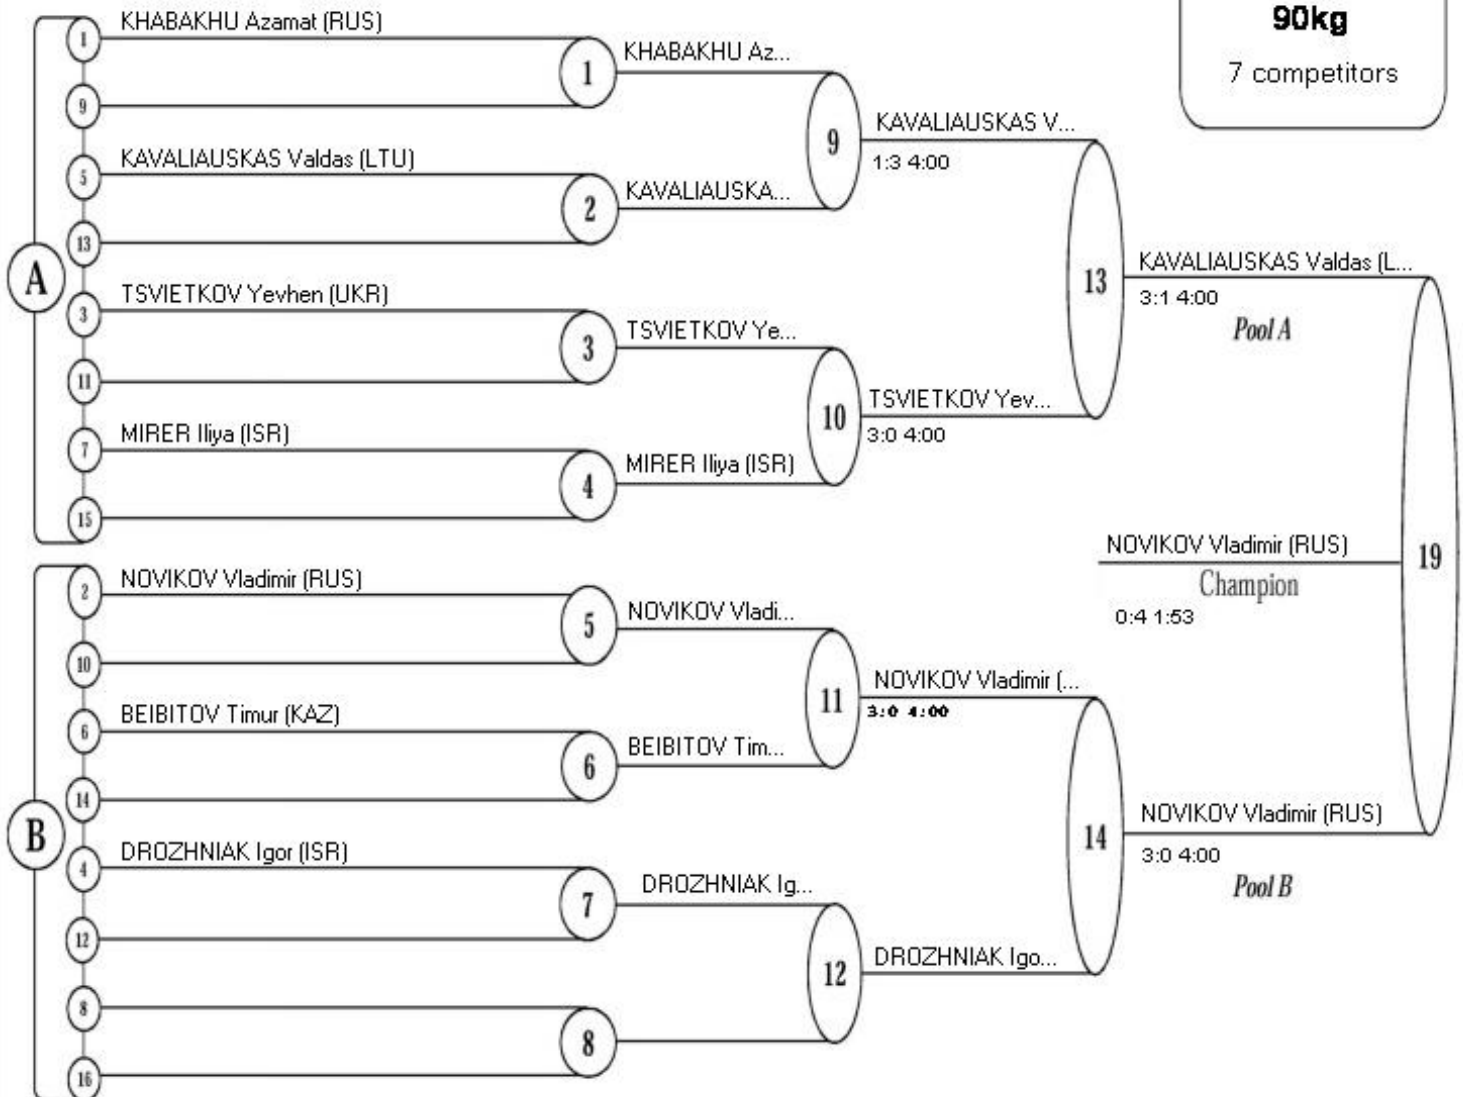 90kg
7 competitors
A
1
KHABAKHU Azamat (RUS)
9
1
KHABAKHU Az...
5
KAVALIAUSKAS Valdas (LTU)
13
2
KAVALIAUSKA...
9
KAVALIAUSKAS V...
1:3 4:00
3
TSVIETKOV Yevhen (UKR)
11
3
TSVIETKOV Ye...
7
MIRER Iliya (ISR)
15
4
MIRER Iliya (ISR)
10
TSVIETKOV Yev...
3:0 4:00
13
KAVALIAUSKAS Valdas (L...
3:1 4:00
Pool A
B
2
NOVIKOV Vladimir (RUS)
10
5
NOVIKOV Vladi...
6
BEIBITOV Timur (KAZ)
14
6
BEIBITOV Tim...
11
NOVIKOV Vladimir (...
3:0 4:00
4
DROZHNIAK Igor (ISR)
12
7
DROZHNIAK Ig...
8
16
8
12
DROZHNIAK Igo...
14
NOVIKOV Vladimir (RUS)
3:0 4:00
Pool B
19
NOVIKOV Vladimir (RUS)
Champion
0:4 1:53